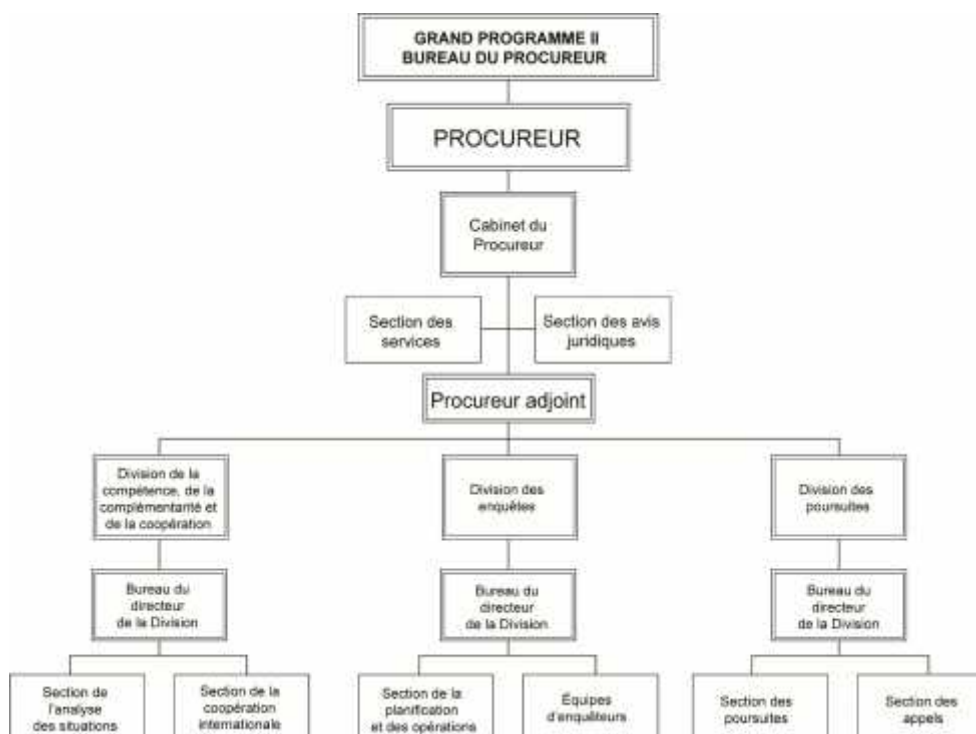 GRAND PROGRAMME II
BUREAU DU PROCUREUR
PROCUREUR
Cabinet du
Procureur
Section des
services
Section des avis
juridiques
Procureur adjoint
Division de la
compétence, de la
complémentarité et
de la coopération
Division des
enquêtes
Division des
poursuites
Bureau du
directeur
de la Division
Bureau du
directeur
de la Division
Bureau du
directeur
de la Division
Section de
l'analyse
des situations
Section de la
coopération
internationale
Section de la
planification
et des opérations
Équipes
d'enquêteurs
Section des
poursuites
Section des
appels